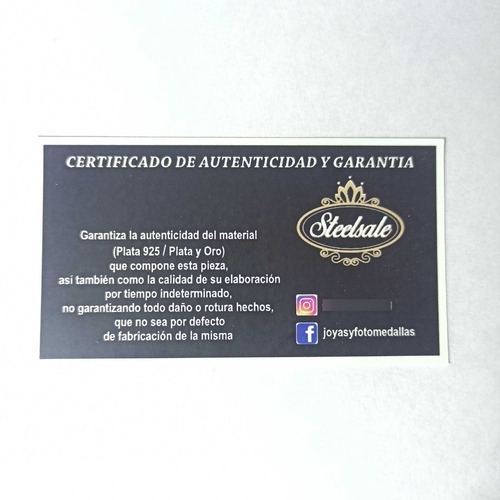 CERTIFICADO DE AUTENTICIDAD Y GARANTIA
Steelsale
Garantiza la autenticidad del material
(Plata 925 / Plata y Oro)
que compone esta pieza,
así también como la calidad de su elaboración
por tiempo indeterminado,
no garantizando todo daño o rotura hechos,
que no sea por defecto
de fabricación de la misma
joyasyfotomedallas